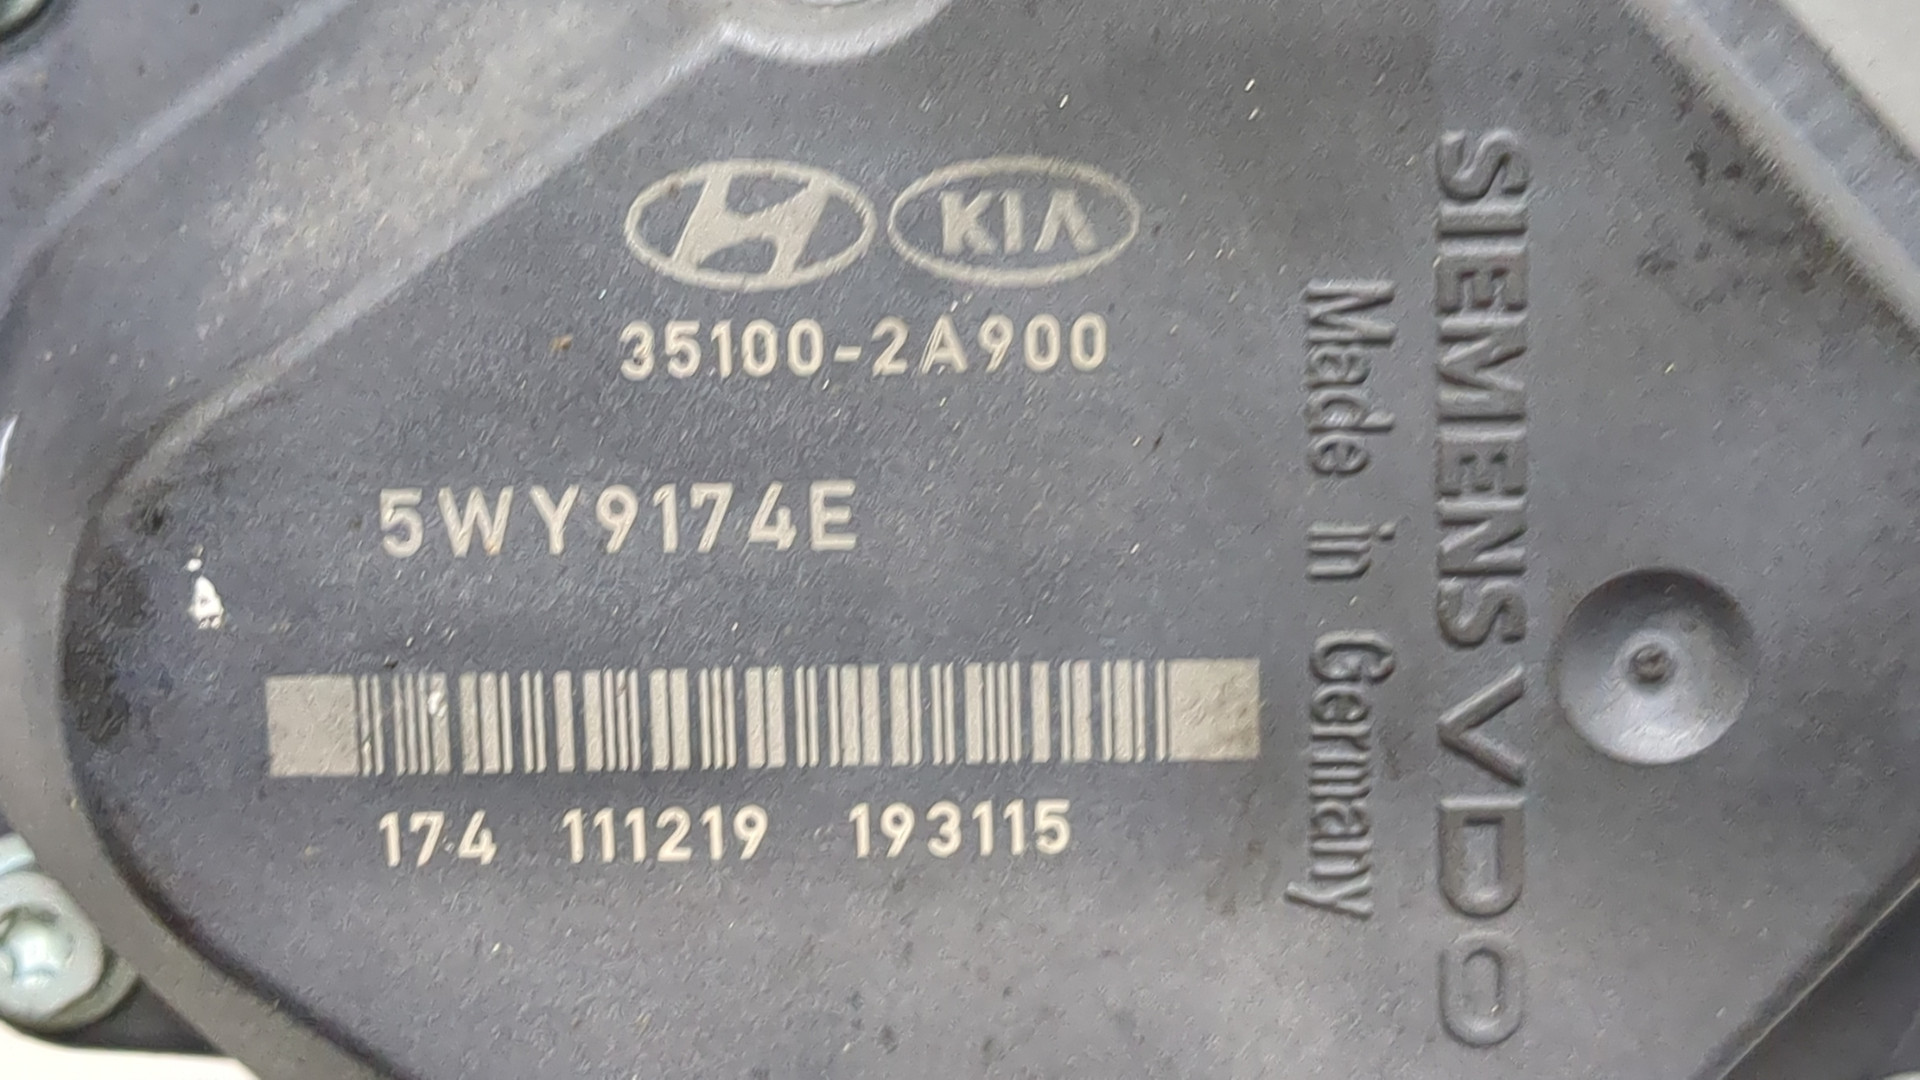 KIA
35100-2A900
5WY9174E
174 111219 193115
Made in Germany
SIEMENS VDO